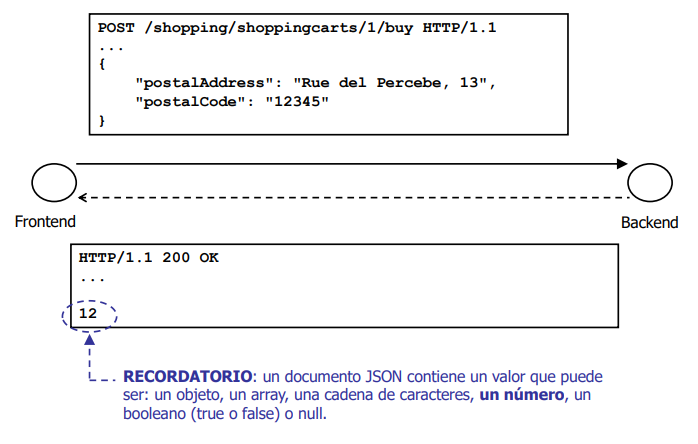 POST /shopping/shoppingcarts/1/buy HTTP/1.1
...
{
    "postalAddress": "Rue del Percebe, 13",
    "postalCode": "12345"
}
Frontend
Backend
HTTP/1.1 200 OK
...
12
RECORDATORIO: un documento JSON contiene un valor que puede
ser: un objeto, un array, una cadena de caracteres, un número, un
booleano (true o false) o null.